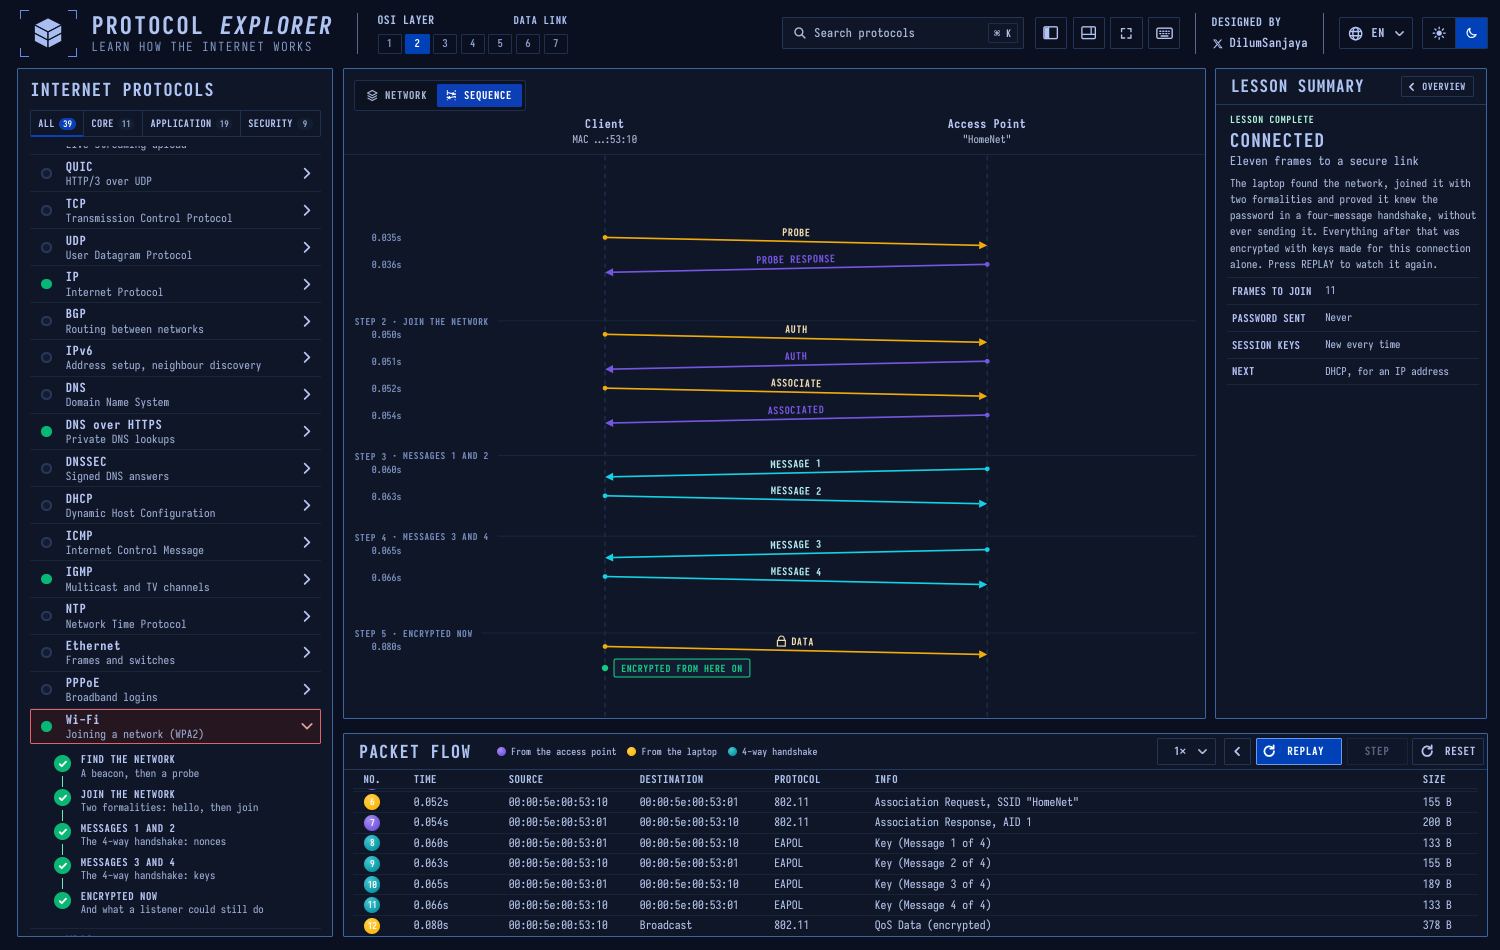 PROTOCOL EXPLORER
LEARN HOW THE INTERNET WORKS
OSI LAYER DATA LINK
1 2 3 4 5 6 7
Search protocols ⌘ K
DESIGNED BY
X DilumSanjaya
EN
INTERNET PROTOCOLS
ALL 39 CORE 11 APPLICATION 19 SECURITY 9
Live streaming upload
QUIC
HTTP/3 over UDP
TCP
Transmission Control Protocol
UDP
User Datagram Protocol
IP
Internet Protocol
BGP
Routing between networks
IPv6
Address setup, neighbour discovery
DNS
Domain Name System
DNS over HTTPS
Private DNS lookups
DNSSEC
Signed DNS answers
DHCP
Dynamic Host Configuration
ICMP
Internet Control Message
IGMP
Multicast and TV channels
NTP
Network Time Protocol
Ethernet
Frames and switches
PPPoE
Broadband logins
Wi-Fi
Joining a network (WPA2)
FIND THE NETWORK
A beacon, then a probe
JOIN THE NETWORK
Two formalities: hello, then join
MESSAGES 1 AND 2
The 4-way handshake: nonces
MESSAGES 3 AND 4
The 4-way handshake: keys
ENCRYPTED NOW
And what a listener could still do
NETWORK SEQUENCE
Client Access Point
MAC …:53:10 "HomeNet"
0.035s PROBE
0.036s PROBE RESPONSE
STEP 2 · JOIN THE NETWORK
0.050s AUTH
0.051s AUTH
0.052s ASSOCIATE
0.054s ASSOCIATED
STEP 3 · MESSAGES 1 AND 2
0.060s MESSAGE 1
0.063s MESSAGE 2
STEP 4 · MESSAGES 3 AND 4
0.065s MESSAGE 3
0.066s MESSAGE 4
STEP 5 · ENCRYPTED NOW
0.080s DATA
ENCRYPTED FROM HERE ON
LESSON SUMMARY OVERVIEW
LESSON COMPLETE
CONNECTED
Eleven frames to a secure link
The laptop found the network, joined it with
two formalities and proved it knew the
password in a four-message handshake, without
ever sending it. Everything after that was
encrypted with keys made for this connection
alone. Press REPLAY to watch it again.
FRAMES TO JOIN 11
PASSWORD SENT Never
SESSION KEYS New every time
NEXT DHCP, for an IP address
PACKET FLOW From the access point From the laptop 4-way handshake 1× REPLAY STEP RESET
NO. TIME SOURCE DESTINATION PROTOCOL INFO SIZE
6 0.052s 00:00:5e:00:53:10 00:00:5e:00:53:01 802.11 Association Request, SSID "HomeNet" 155 B
7 0.054s 00:00:5e:00:53:01 00:00:5e:00:53:10 802.11 Association Response, AID 1 200 B
8 0.060s 00:00:5e:00:53:01 00:00:5e:00:53:10 EAPOL Key (Message 1 of 4) 133 B
9 0.063s 00:00:5e:00:53:10 00:00:5e:00:53:01 EAPOL Key (Message 2 of 4) 155 B
10 0.065s 00:00:5e:00:53:01 00:00:5e:00:53:10 EAPOL Key (Message 3 of 4) 189 B
11 0.066s 00:00:5e:00:53:10 00:00:5e:00:53:01 EAPOL Key (Message 4 of 4) 133 B
12 0.080s 00:00:5e:00:53:10 Broadcast 802.11 QoS Data (encrypted) 378 B